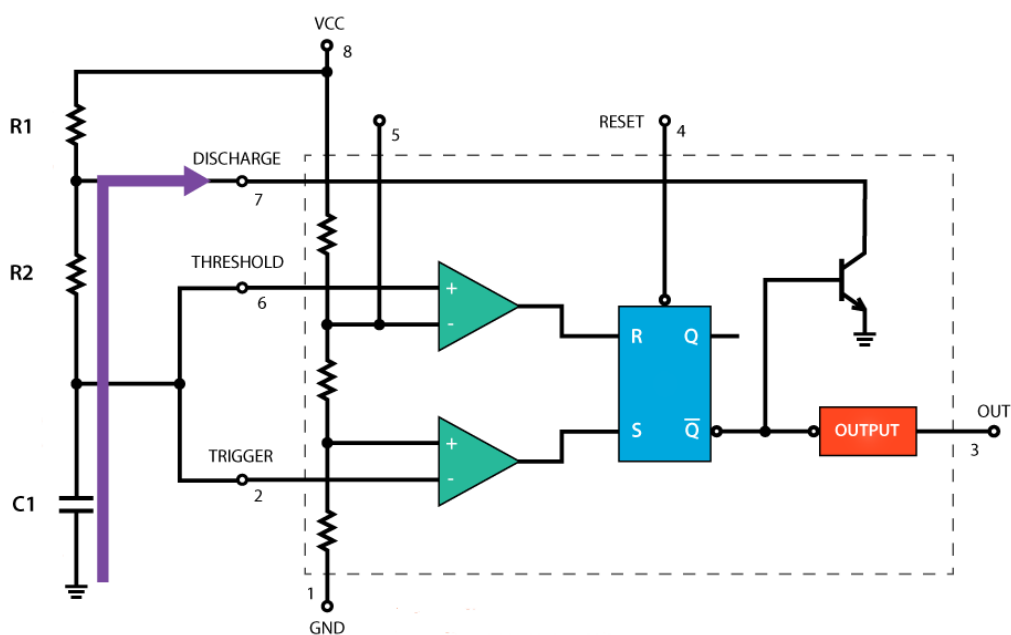 VCC
8
R1
5
RESET
4
DISCHARGE
7
R2
THRESHOLD
6
+
-
R Q
S Q̅
+
-
OUTPUT
OUT
3
TRIGGER
2
C1
1
GND